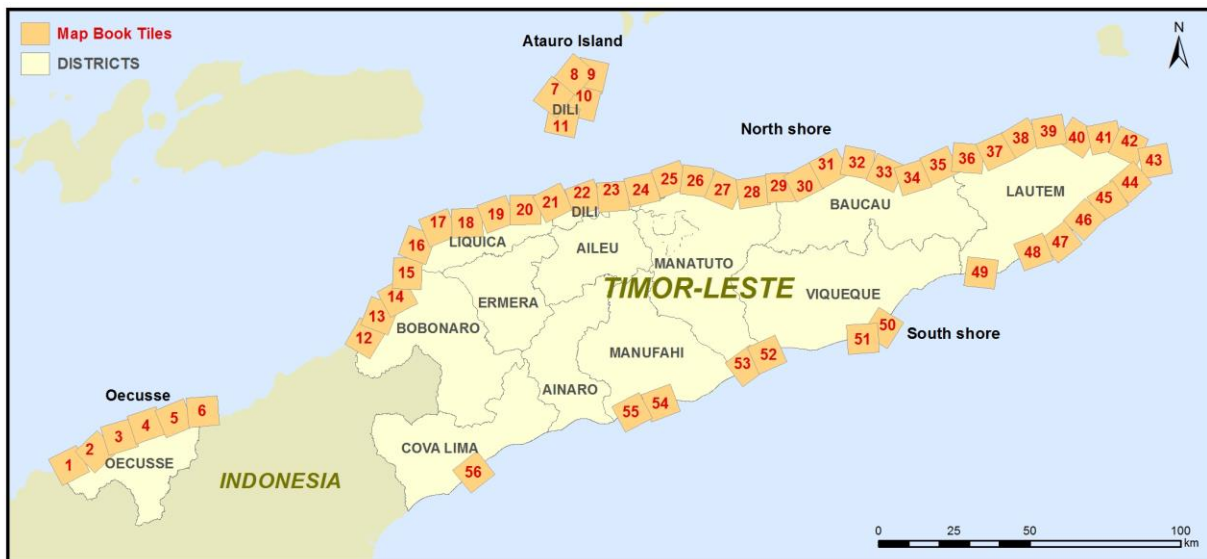 Map Book Tiles
DISTRICTS
Atauro Island
N
8 9
7
10
DILI
11
North shore
38 39 40 41 42
37
36
43
35
34
33
32
31
30
29
28
27
26
25
24
23
22
21
20
19
18
17
16
15
14
13
12
44
45
46
47
48
49
LAUTEM
BAUCAU
DILI
LIQUICA
AILEU
MANATUTO
TIMOR-LESTE
ERMERA
VIQUEQUE
BOBONARO
MANUFAHI
50
51
South shore
52
53
AINARO
54
55
COVA LIMA
56
Oecusse
1 2 3 4 5 6
OECUSSE
INDONESIA
0 25 50 100
km